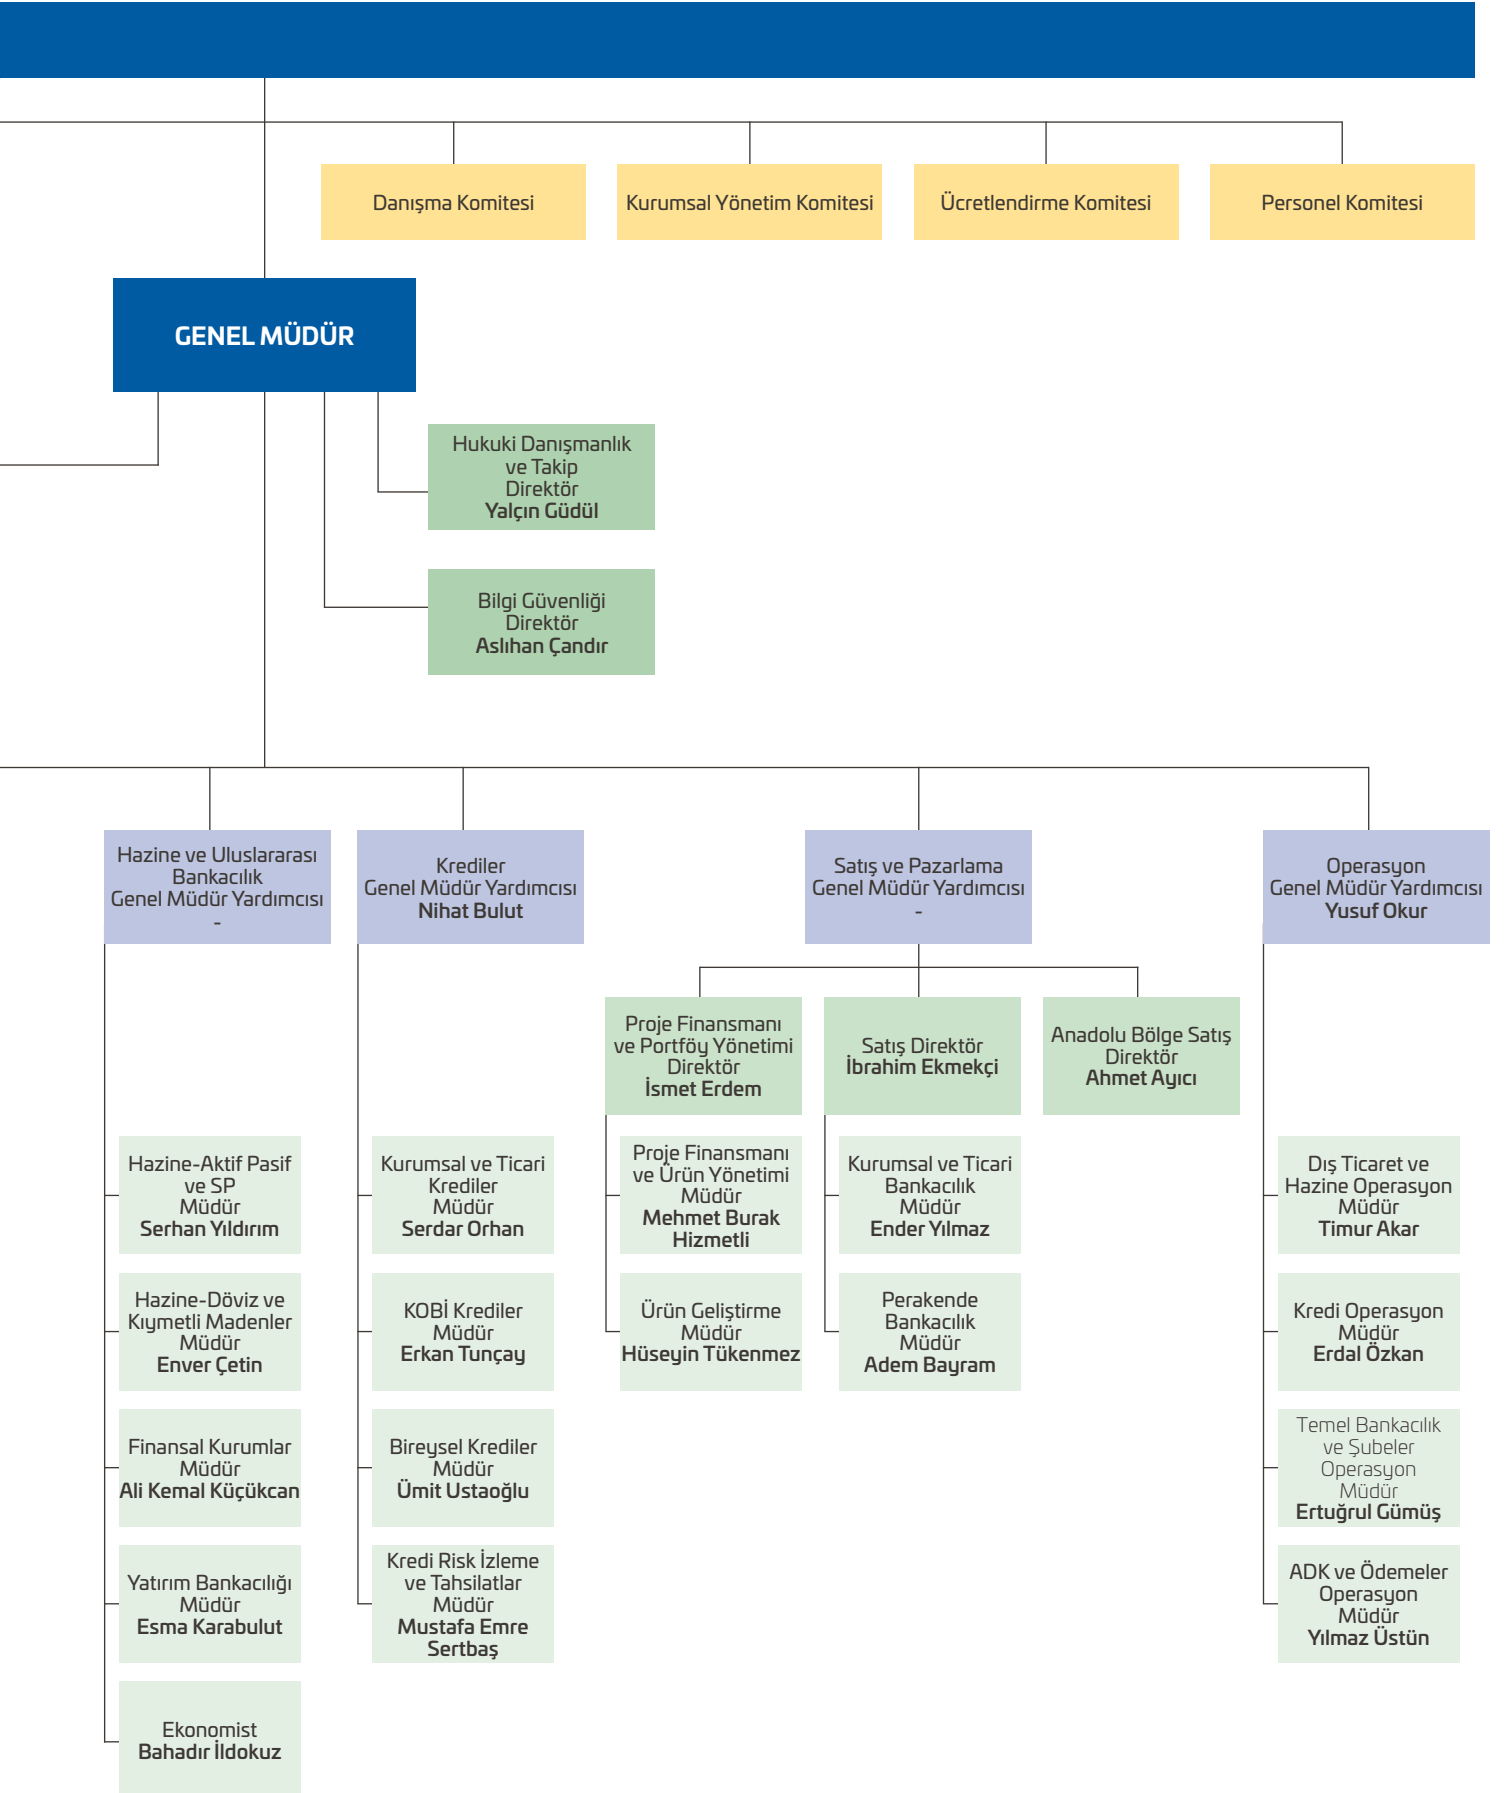 Danışma Komitesi
Kurumsal Yönetim Komitesi
Ücretlendirme Komitesi
Personel Komitesi
GENEL MÜDÜR
Hukuki Danışmanlık
ve Takip
Direktör
Yalçın Güdül
Bilgi Güvenliği
Direktör
Aslıhan Çandır
Hazine ve Uluslararası
Bankacılık
Genel Müdür Yardımcısı
-
Krediler
Genel Müdür Yardımcısı
Nihat Bulut
Satış ve Pazarlama
Genel Müdür Yardımcısı
-
Operasyon
Genel Müdür Yardımcısı
Yusuf Okur
Proje Finansmanı
ve Portföy Yönetimi
Direktör
İsmet Erdem
Satış Direktör
İbrahim Ekmekçi
Anadolu Bölge Satış
Direktör
Ahmet Ayıcı
Hazine-Aktif Pasif
ve SP
Müdür
Serhan Yıldırım
Kurumsal ve Ticari
Krediler
Müdür
Serdar Orhan
Proje Finansmanı
ve Ürün Yönetimi
Müdür
Mehmet Burak
Hizmetli
Kurumsal ve Ticari
Bankacılık
Müdür
Ender Yılmaz
Dış Ticaret ve
Hazine Operasyon
Müdür
Timur Akar
Hazine-Döviz ve
Kıymetli Madenler
Müdür
Enver Çetin
KOBİ Krediler
Müdür
Erkan Tunçay
Ürün Geliştirme
Müdür
Hüseyin Tükenmez
Perakende
Bankacılık
Müdür
Adem Bayram
Kredi Operasyon
Müdür
Erdal Özkan
Finansal Kurumlar
Müdür
Ali Kemal Küçükcan
Bireysel Krediler
Müdür
Ümit Ustaoğlu
Temel Bankacılık
ve Şubeler
Operasyon
Müdür
Ertuğrul Gümüş
Yatırım Bankacılığı
Müdür
Esma Karabulut
Kredi Risk İzleme
ve Tahsilatlar
Müdür
Mustafa Emre
Sertbaş
ADK ve Ödemeler
Operasyon
Müdür
Yılmaz Üstün
Ekonomist
Bahadır İldokuz